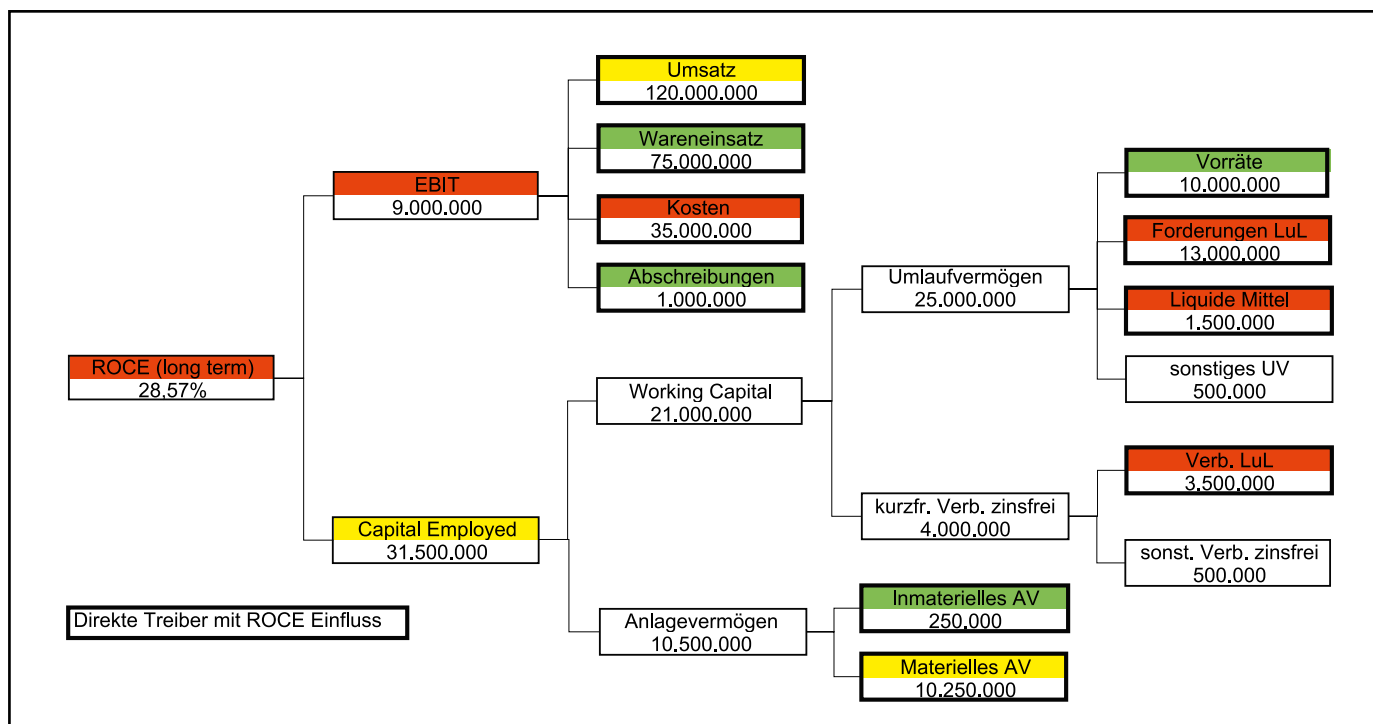 Umsatz
120.000.000
Wareneinsatz
75.000.000
EBIT
9.000.000
Kosten
35.000.000
Abschreibungen
1.000.000
ROCE (long term)
28,57%
Capital Employed
31.500.000
Working Capital
21.000.000
Anlagevermögen
10.500.000
Umlaufvermögen
25.000.000
kurzfr. Verb. zinsfrei
4.000.000
Inmaterielles AV
250.000
Materielles AV
10.250.000
Vorräte
10.000.000
Forderungen LuL
13.000.000
Liquide Mittel
1.500.000
sonstiges UV
500.000
Verb. LuL
3.500.000
sonst. Verb. zinsfrei
500.000
Direkte Treiber mit ROCE Einfluss